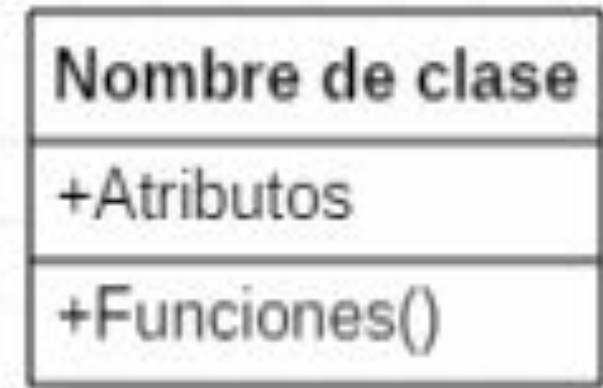 Nombre de clase
+Atributos
+Funciones()